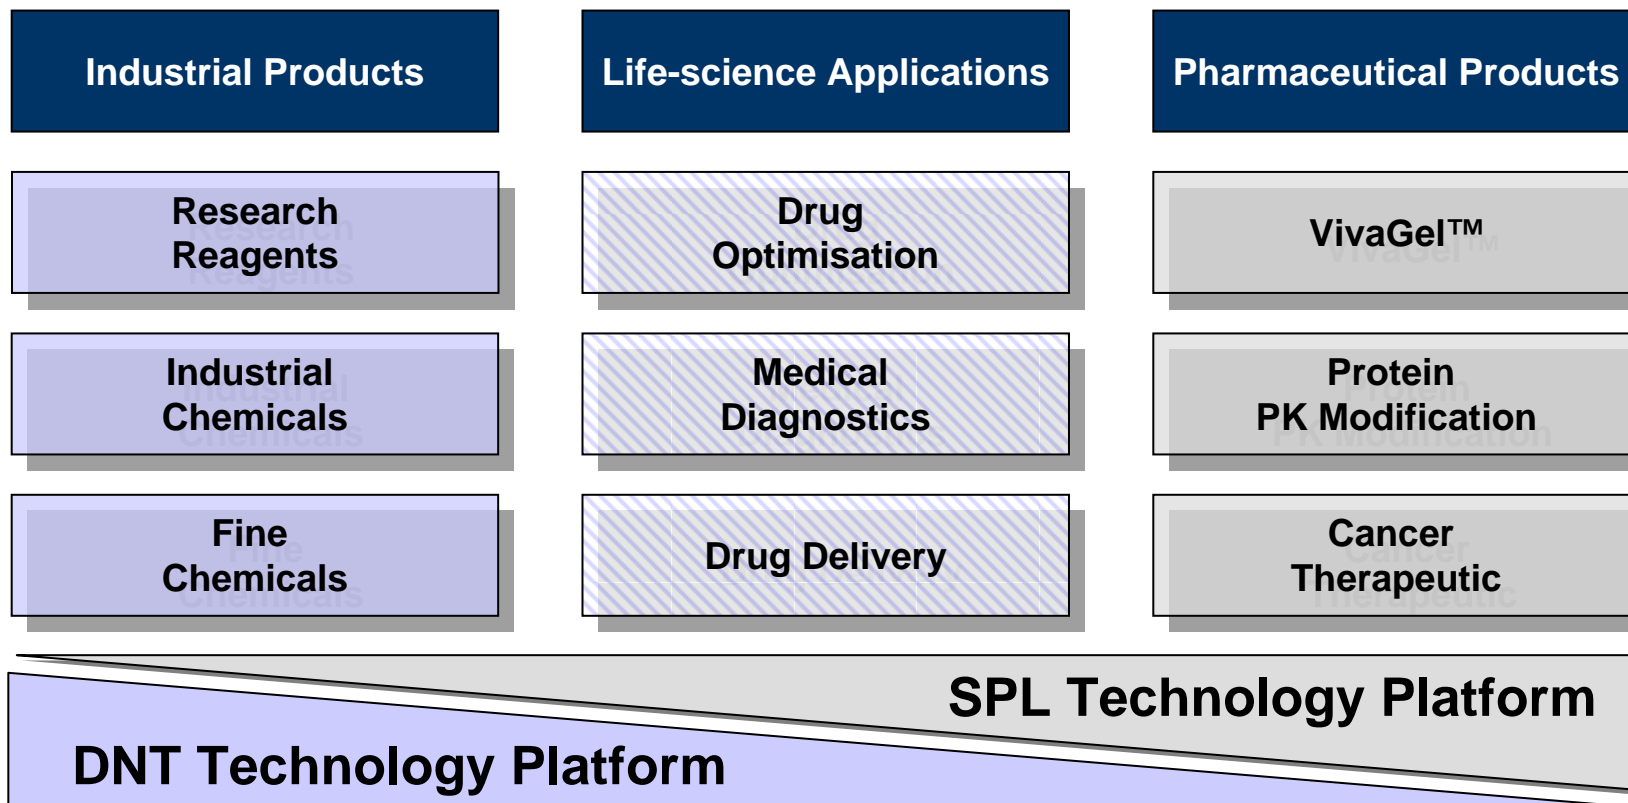 Industrial Products
Life-science Applications
Pharmaceutical Products
Research
Reagents
Drug
Optimisation
VivaGel™
Industrial
Chemicals
Medical
Diagnostics
Protein
PK Modification
Fine
Chemicals
Drug Delivery
Cancer
Therapeutic
SPL Technology Platform
DNT Technology Platform